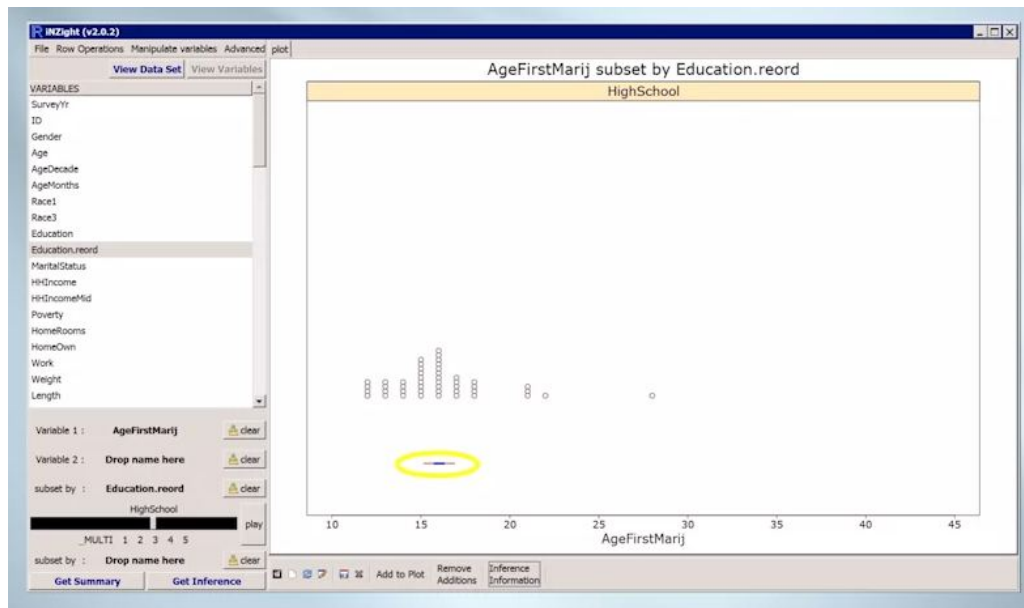 iNZight (v2.0.2)
File Row Operations Manipulate variables Advanced plot
View Data Set View Variables
VARIABLES
SurveyYr
ID
Gender
Age
AgeDecade
AgeMonths
Race1
Race3
Education
Education.reord
MaritalStatus
HHIncome
HHIncomeMid
Poverty
HomeRooms
HomeOwn
Work
Weight
Length
Variable 1 : AgeFirstMarij clear
Variable 2 : Drop name here clear
subset by : Education.reord clear
HighSchool
play
_MULTI 1 2 3 4 5
subset by : Drop name here clear
Get Summary Get Inference
AgeFirstMarij subset by Education.reord
HighSchool
10 15 20 25 30 35 40 45
AgeFirstMarij
Add to Plot
Remove Additions
Inference Information